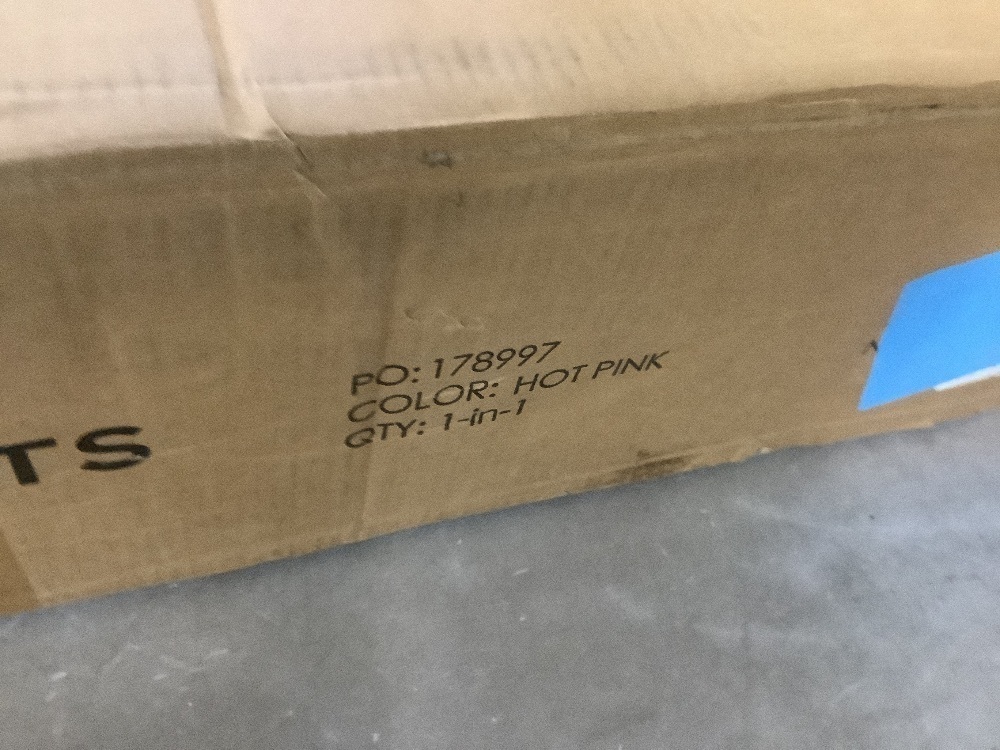 TS
PO: 178997
COLOR: HOT PINK
QTY: 1-in-1